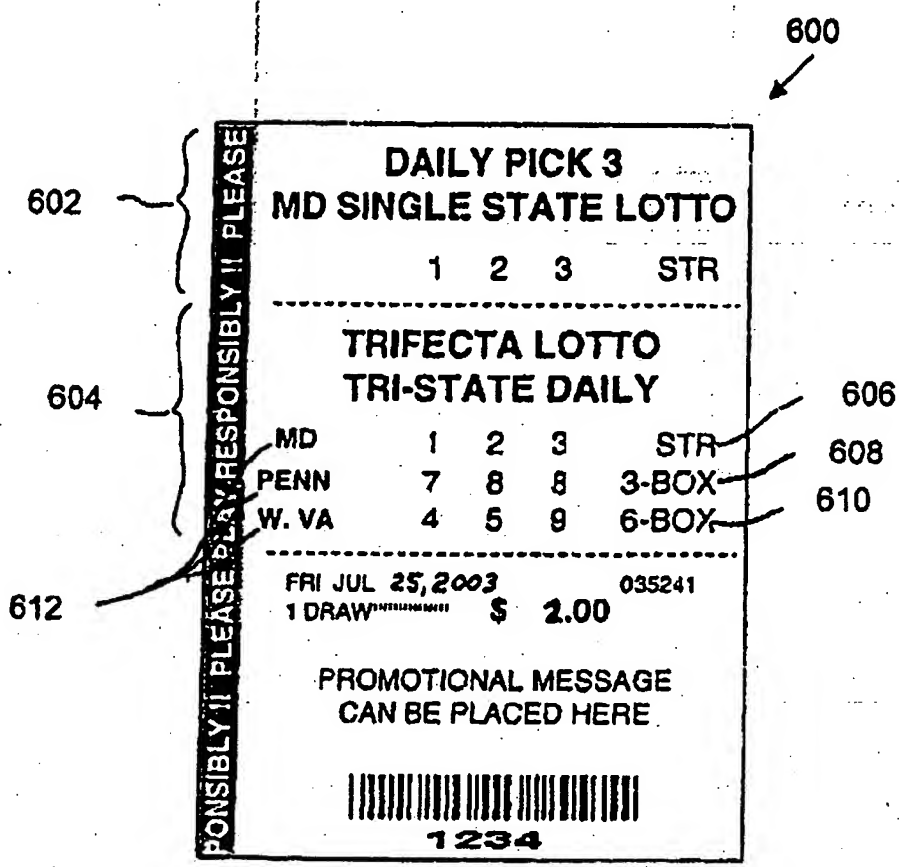 600
DAILY PICK 3
MD SINGLE STATE LOTTO
602
1 2 3 STR
TRIFECTA LOTTO
TRI-STATE DAILY
604
606
MD 1 2 3 STR
608
PENN 7 8 8 3-BOX
610
W. VA 4 5 9 6-BOX
612
FRI JUL 25, 2003 035241
1 DRAW $ 2.00
PROMOTIONAL MESSAGE
CAN BE PLACED HERE
1234
PONSIBLY !! PLEASE PLAY RESPONSIBLY !! PLEASE